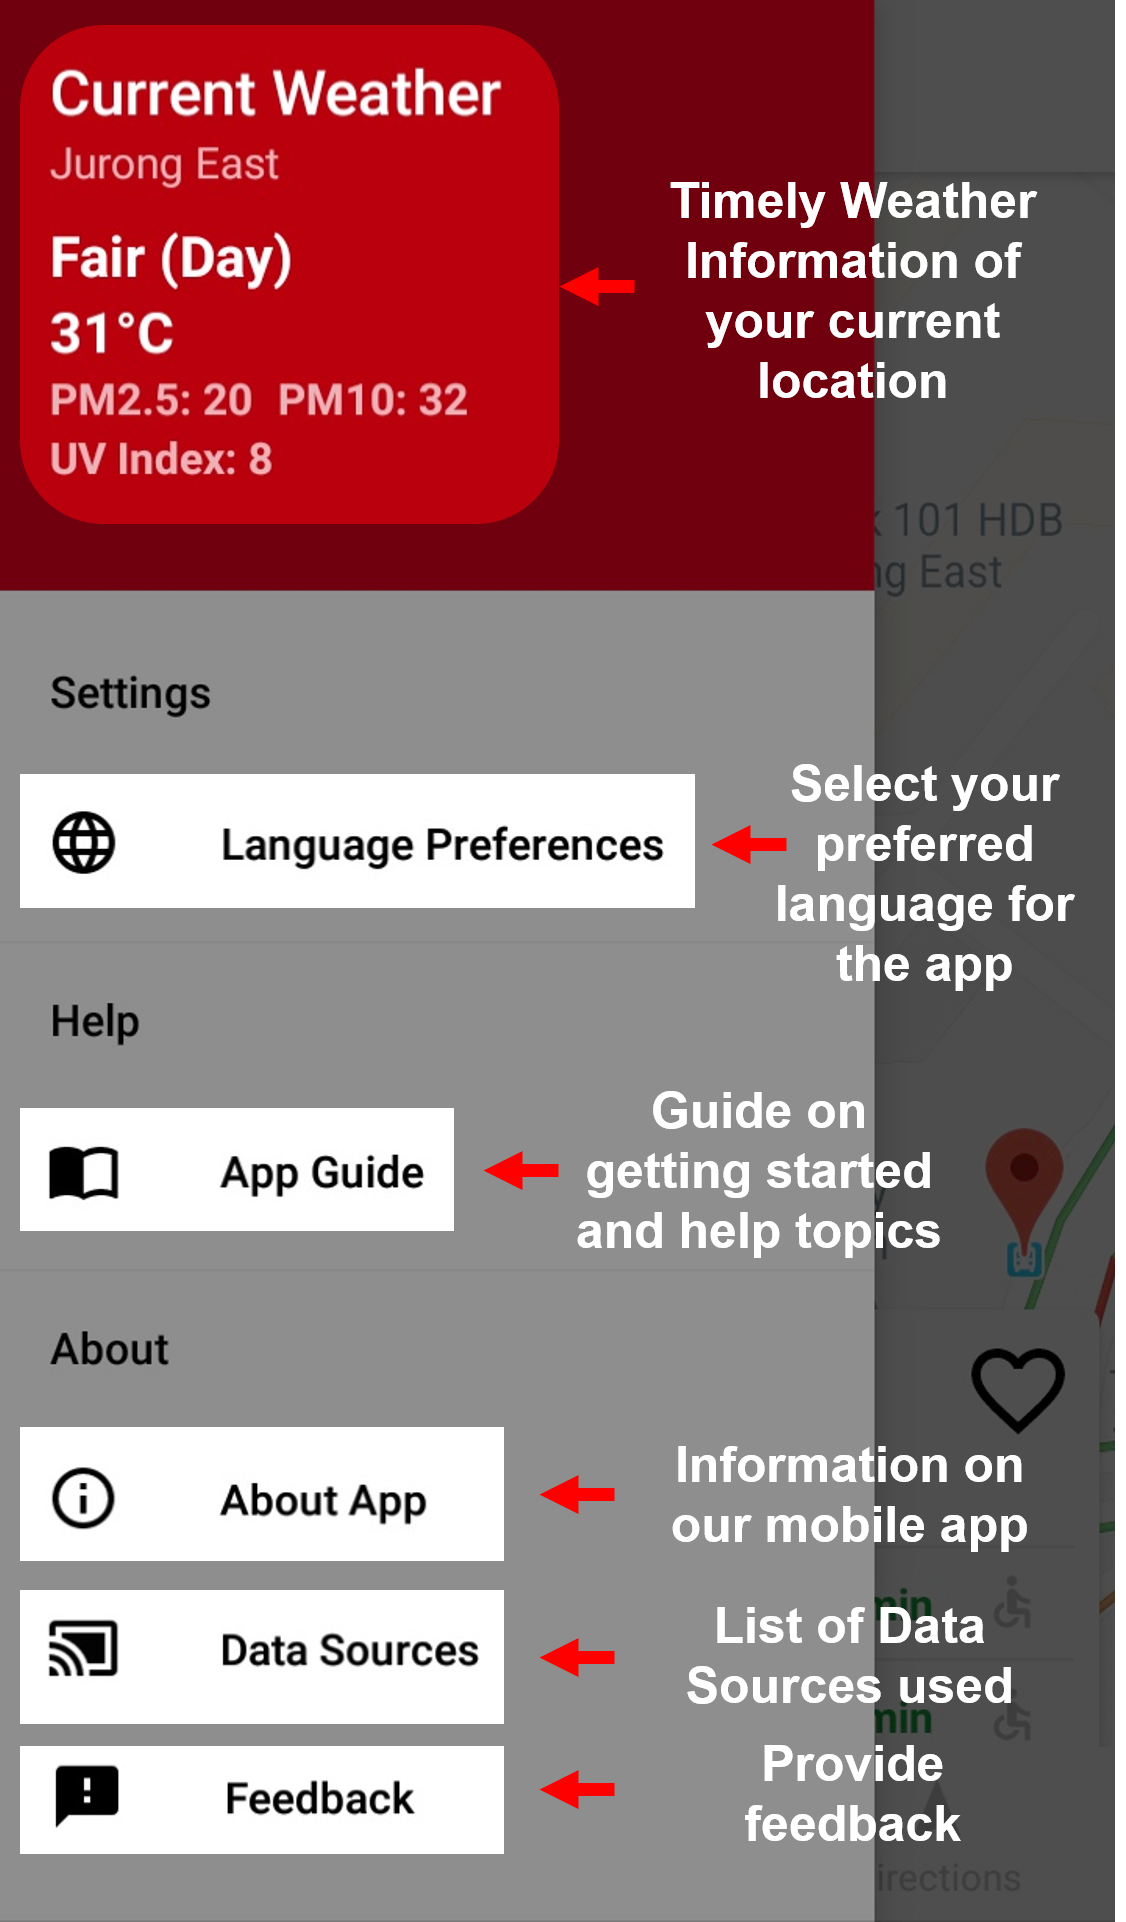 Current Weather
Jurong East
Fair (Day)
31°C
PM2.5: 20 PM10: 32
UV Index: 8
Timely Weather
Information of
your current
location
101 HDB
East
Settings
Language Preferences
Select your
preferred
language for
the app
Help
App Guide
Guide on
getting started
and help topics
About
About App
Information on
our mobile app
Data Sources
List of Data
Sources used
min
min
Feedback
Provide
feedback
irections